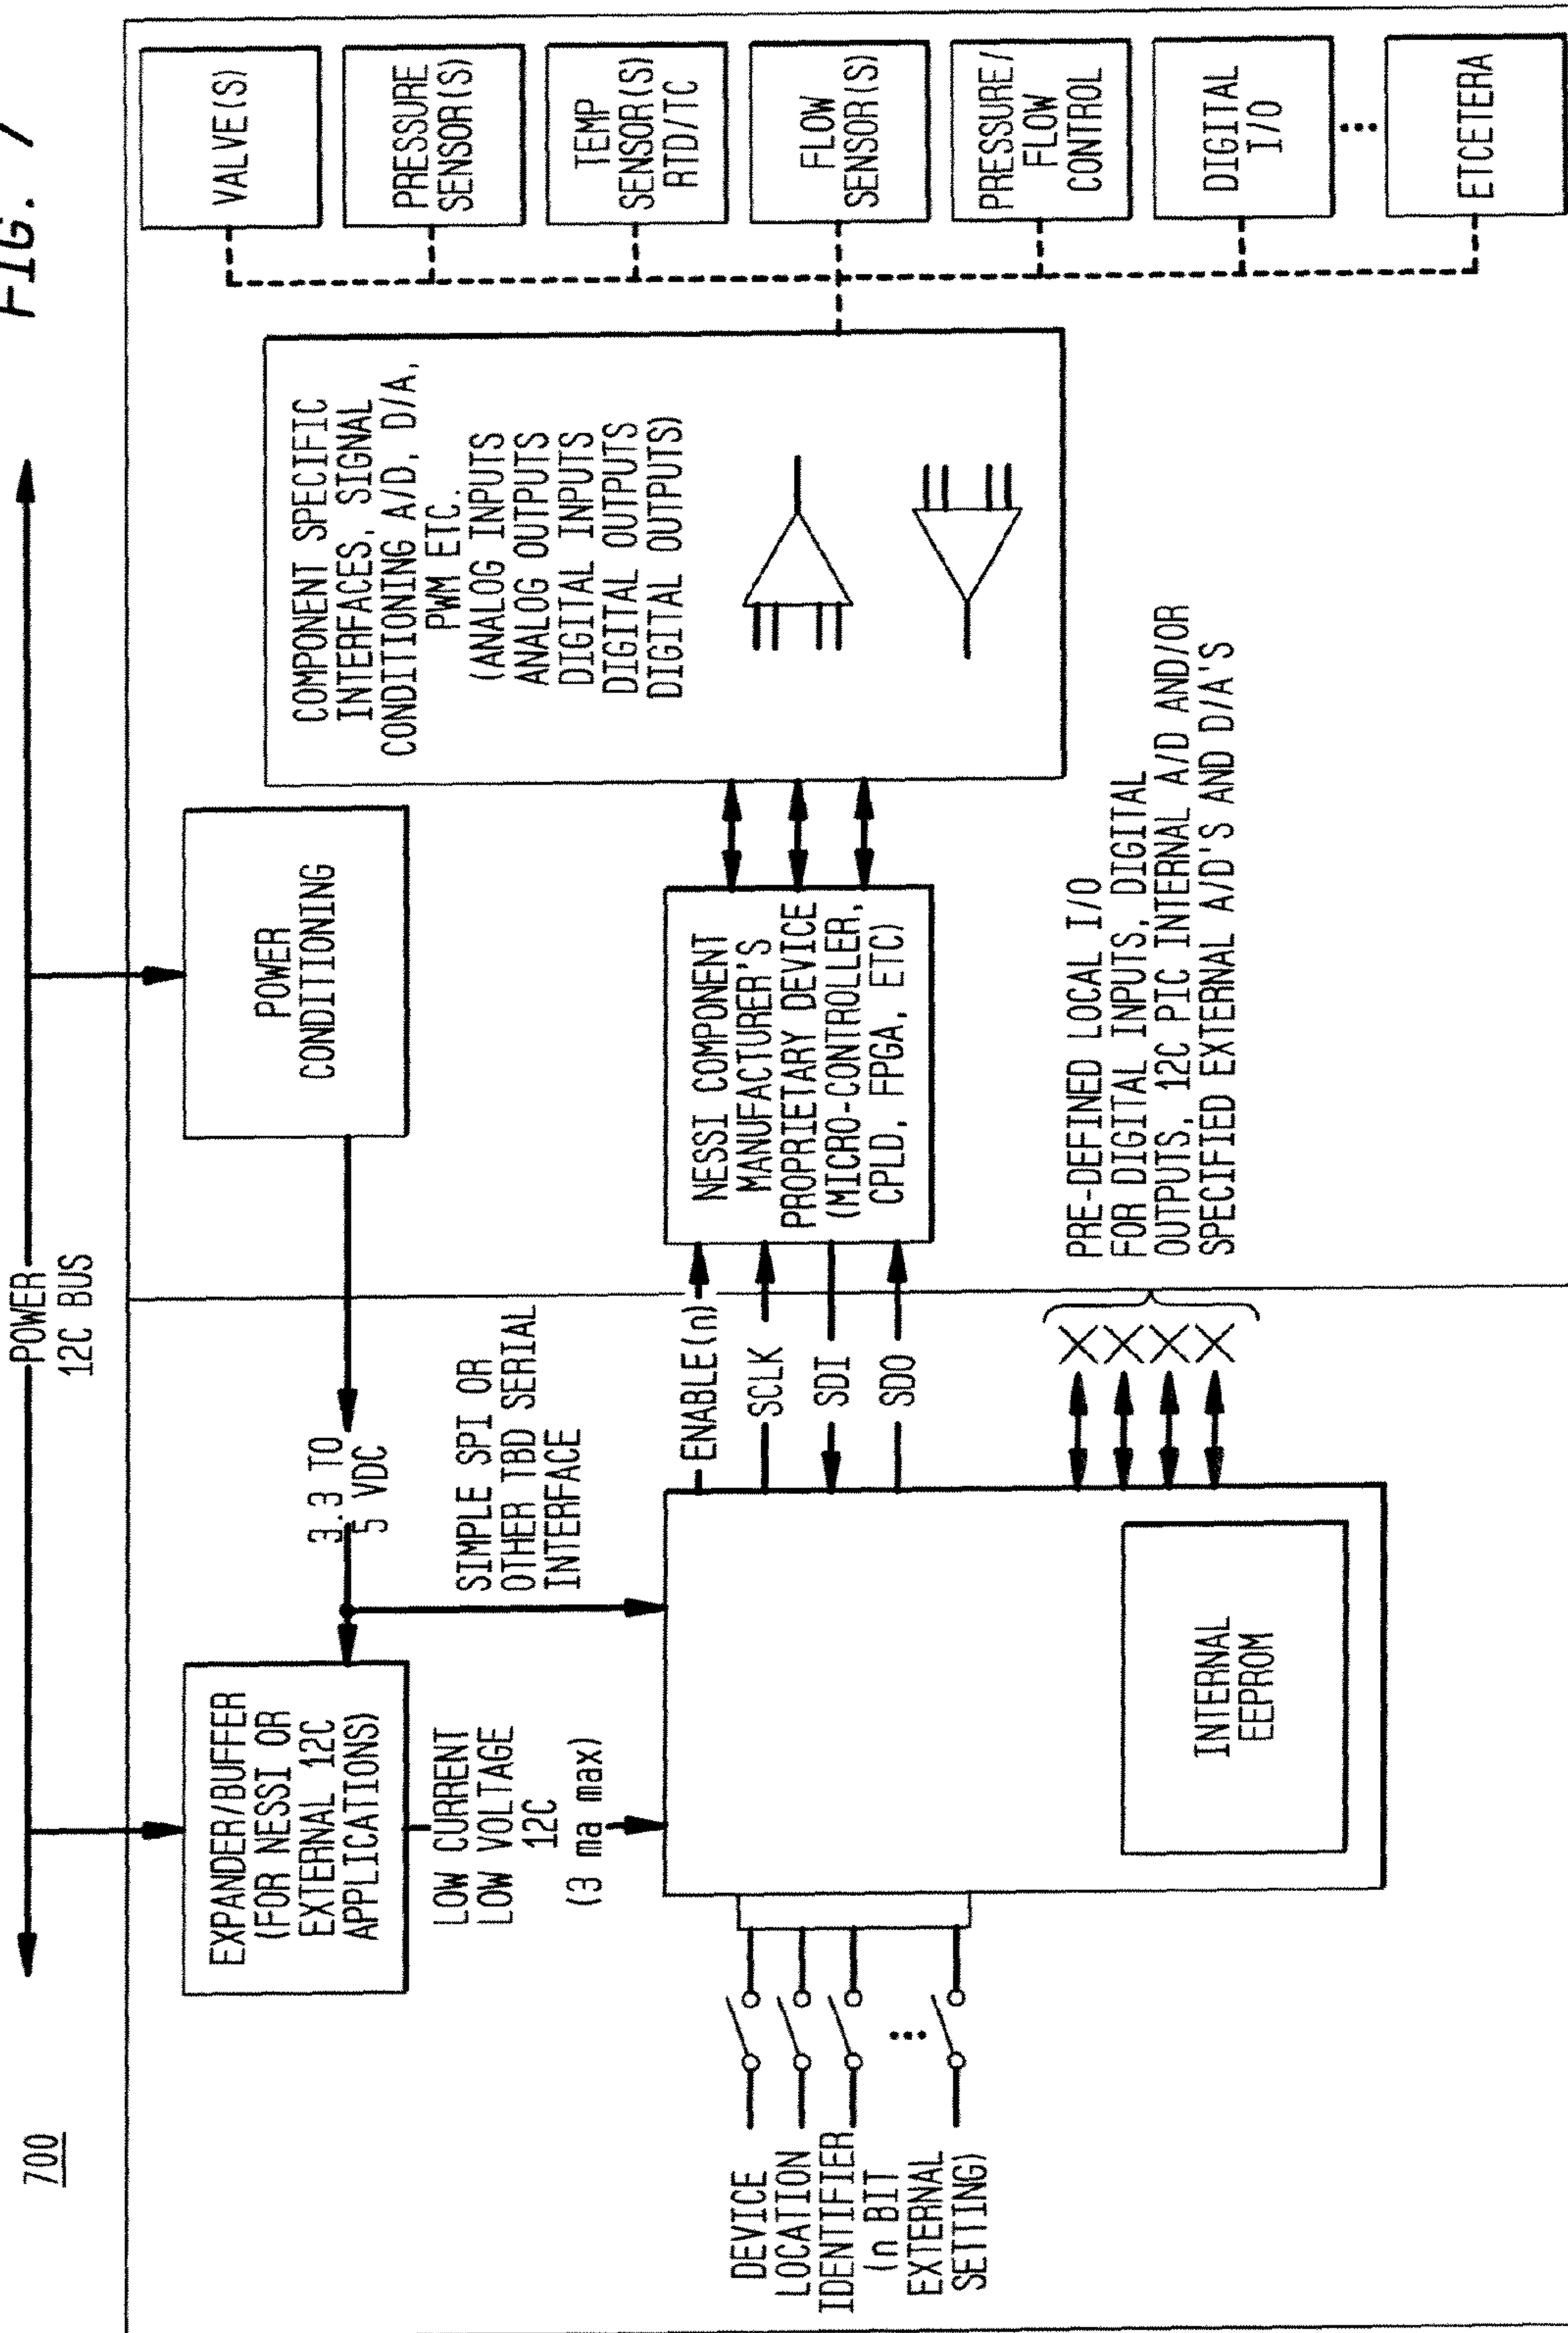 FIG. 7
700
POWER
12C BUS
EXPANDER/BUFFER
(FOR NESSI OR
EXTERNAL 12C
APPLICATIONS)
3.3 TO
5 VDC
POWER
CONDITIONING
LOW CURRENT
LOW VOLTAGE
12C
(3 ma max)
SIMPLE SPI OR
OTHER TBD SERIAL
INTERFACE
DEVICE
LOCATION
IDENTIFIER
(n BIT
EXTERNAL
SETTING)
ENABLE(n)
SCLK
SDI
SDO
INTERNAL
EEPROM
NESSI COMPONENT
MANUFACTURER'S
PROPRIETARY DEVICE
(MICRO-CONTROLLER,
CPLD, FPGA, ETC)
PRE-DEFINED LOCAL I/O
FOR DIGITAL INPUTS, DIGITAL
OUTPUTS, 12C PIC INTERNAL A/D AND/OR
SPECIFIED EXTERNAL A/D'S AND D/A'S
COMPONENT SPECIFIC
INTERFACES, SIGNAL
CONDITIONING A/D, D/A,
PWM ETC.
(ANALOG INPUTS
ANALOG OUTPUTS
DIGITAL INPUTS
DIGITAL OUTPUTS
DIGITAL OUTPUTS)
VALVE(S)
PRESSURE
SENSOR(S)
TEMP
SENSOR(S)
RTD/TC
FLOW
SENSOR(S)
PRESSURE/
FLOW
CONTROL
DIGITAL
I/O
ETCETERA